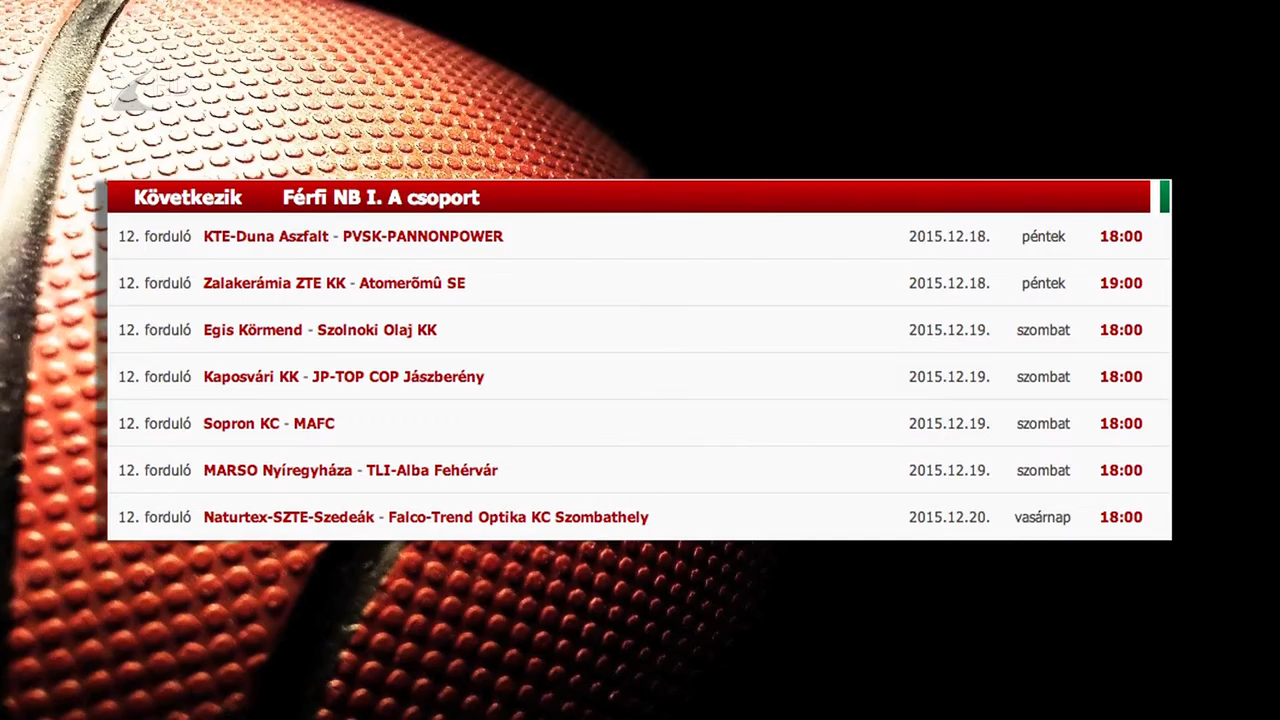 Következik Férfi NB I. A csoport
12. forduló KTE-Duna Aszfalt - PVSK-PANNONPOWER 2015.12.18. péntek 18:00
12. forduló Zalakerámia ZTE KK - Atomerõmû SE 2015.12.18. péntek 19:00
12. forduló Egis Körmend - Szolnoki Olaj KK 2015.12.19. szombat 18:00
12. forduló Kaposvári KK - JP-TOP COP Jászberény 2015.12.19. szombat 18:00
12. forduló Sopron KC - MAFC 2015.12.19. szombat 18:00
12. forduló MARSO Nyíregyháza - TLI-Alba Fehérvár 2015.12.19. szombat 18:00
12. forduló Naturtex-SZTE-Szedeák - Falco-Trend Optika KC Szombathely 2015.12.20. vasárnap 18:00